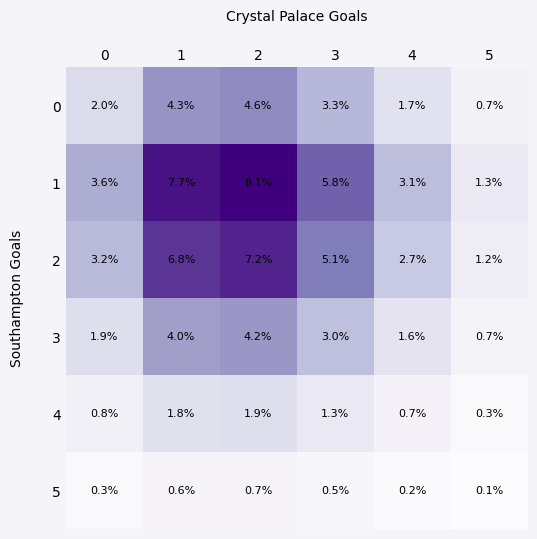 Crystal Palace Goals
0 1 2 3 4 5
0 2.0% 4.3% 4.6% 3.3% 1.7% 0.7%
1 3.6% 7.7% 8.1% 5.8% 3.1% 1.3%
2 3.2% 6.8% 7.2% 5.1% 2.7% 1.2%
3 1.9% 4.0% 4.2% 3.0% 1.6% 0.7%
4 0.8% 1.8% 1.9% 1.3% 0.7% 0.3%
5 0.3% 0.6% 0.7% 0.5% 0.2% 0.1%
Southampton Goals